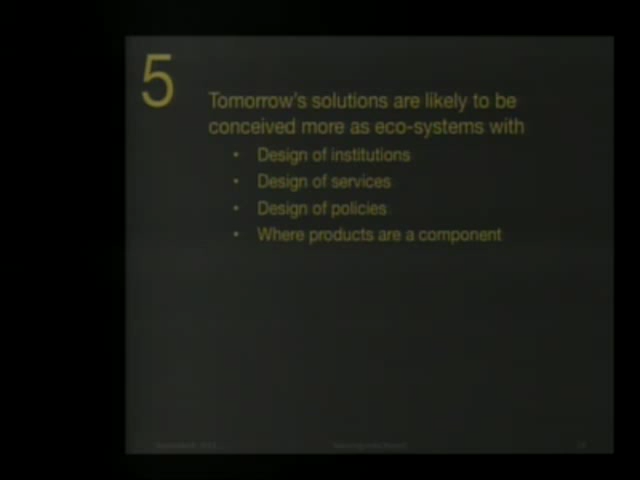 5
Tomorrow's solutions are likely to be
conceived more as eco-systems with
• Design of institutions
• Design of services
• Design of policies
• Where products are a component